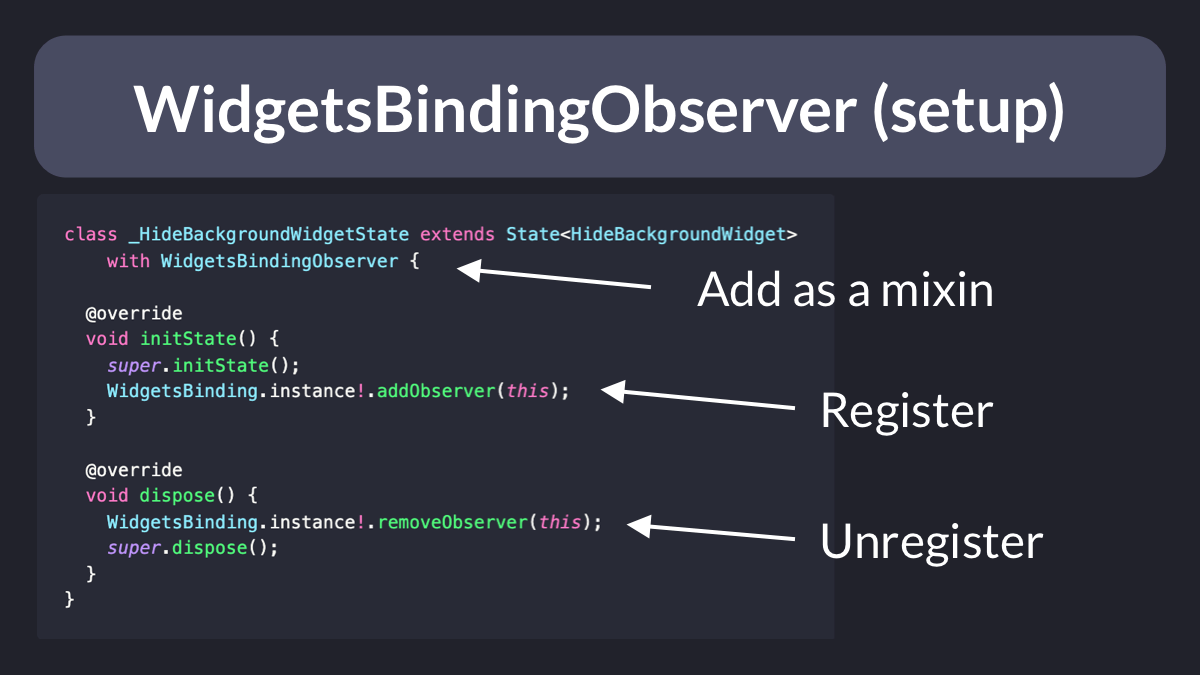 WidgetsBindingObserver (setup)
class _HideBackgroundWidgetState extends State<HideBackgroundWidget>
    with WidgetsBindingObserver {
Add as a mixin
  @override
  void initState() {
    super.initState();
    WidgetsBinding.instance!.addObserver(this);
Register
  }
  @override
  void dispose() {
    WidgetsBinding.instance!.removeObserver(this);
Unregister
    super.dispose();
  }
}